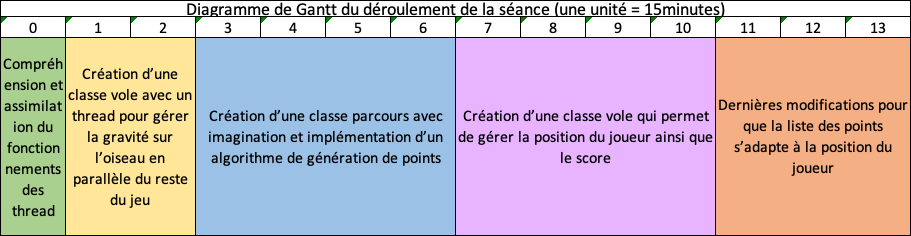 Diagramme de Gantt du déroulement de la séance (une unité = 15minutes)
0 1 2 3 4 5 6 7 8 9 10 11 12 13
Compréh
ension et
assimilat
ion du
fonction
nements
des
thread
Création d’une
classe vole avec un
thread pour gérer
la gravité sur
l’oiseau en
parallèle du reste
du jeu
Création d’une classe parcours avec
imagination et implémentation d’un
algorithme de génération de points
Création d’une classe vole qui permet
de gérer la position du joueur ainsi que
le score
Dernières modifications pour
que la liste des points
s’adapte à la position du
joueur